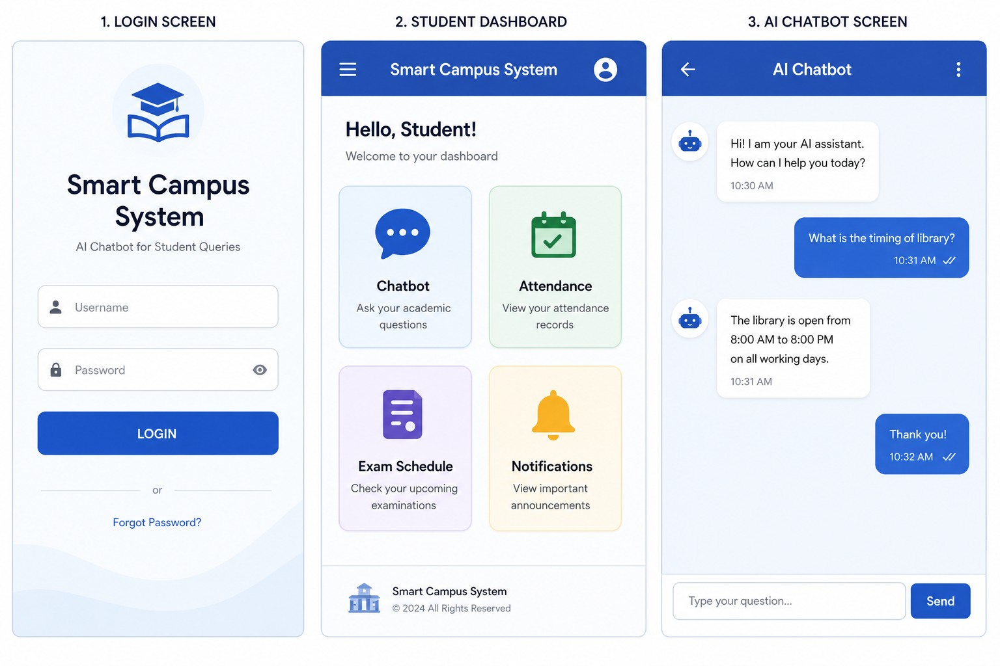 1. LOGIN SCREEN
Smart Campus
System
AI Chatbot for Student Queries
Username
Password
LOGIN
or
Forgot Password?
2. STUDENT DASHBOARD
Smart Campus System
Hello, Student!
Welcome to your dashboard
Chatbot
Ask your academic
questions
Attendance
View your attendance
records
Exam Schedule
Check your upcoming
examinations
Notifications
View important
announcements
Smart Campus System
© 2024 All Rights Reserved
3. AI CHATBOT SCREEN
AI Chatbot
Hi! I am your AI assistant.
How can I help you today?
10:30 AM
What is the timing of library?
10:31 AM
The library is open from
8:00 AM to 8:00 PM
on all working days.
10:31 AM
Thank you!
10:32 AM
Type your question...
Send